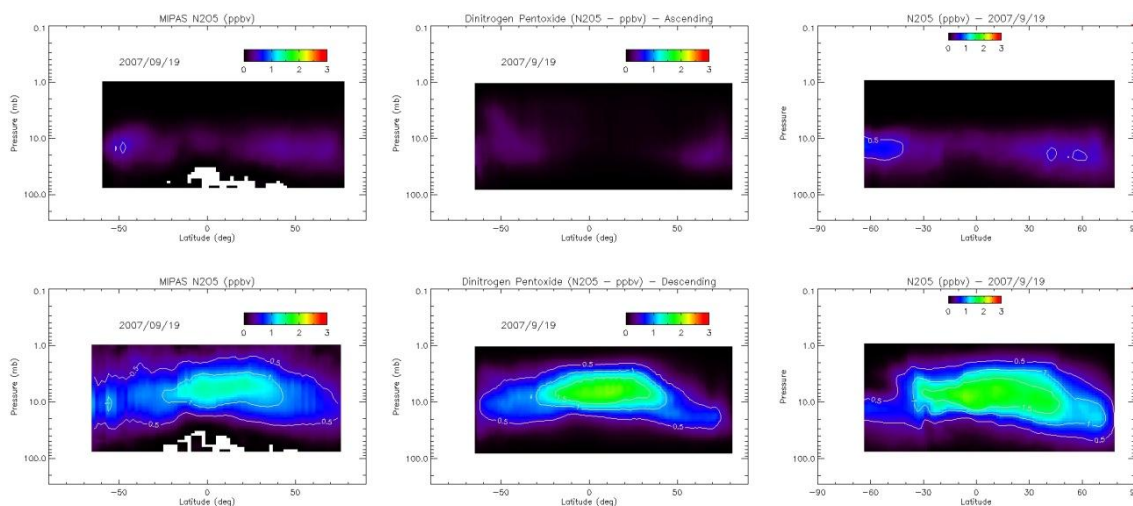 MIPAS N2O5 (ppbv)
0.1
1.0
10.0
100.0
Pressure (mb)
2007/09/19
0 1 2 3
−50 0 50
Latitude (deg)
Dinitrogen Pentoxide (N2O5 − ppbv) − Ascending
0.1
1.0
10.0
100.0
Pressure (mb)
2007/9/19
0 1 2 3
−50 0 50
Latitude (deg)
N2O5 (ppbv) − 2007/9/19
0.1
1.0
10.0
100.0
Pressure
0 1 2 3
0.5
−90 −60 −30 0 30 60 90
Latitude
MIPAS N2O5 (ppbv)
0.1
1.0
10.0
100.0
Pressure (mb)
2007/09/19
0 1 2 3
0.5
0.5
−50 0 50
Latitude (deg)
Dinitrogen Pentoxide (N2O5 − ppbv) − Descending
0.1
1.0
10.0
100.0
Pressure (mb)
2007/9/19
0 1 2 3
0.5
1
0.5
0.5
−50 0 50
Latitude (deg)
N2O5 (ppbv) − 2007/9/19
0.1
1.0
10.0
100.0
Pressure
0 1 2 3
0.5
0.5
0.5
−90 −60 −30 0 30 60 90
Latitude